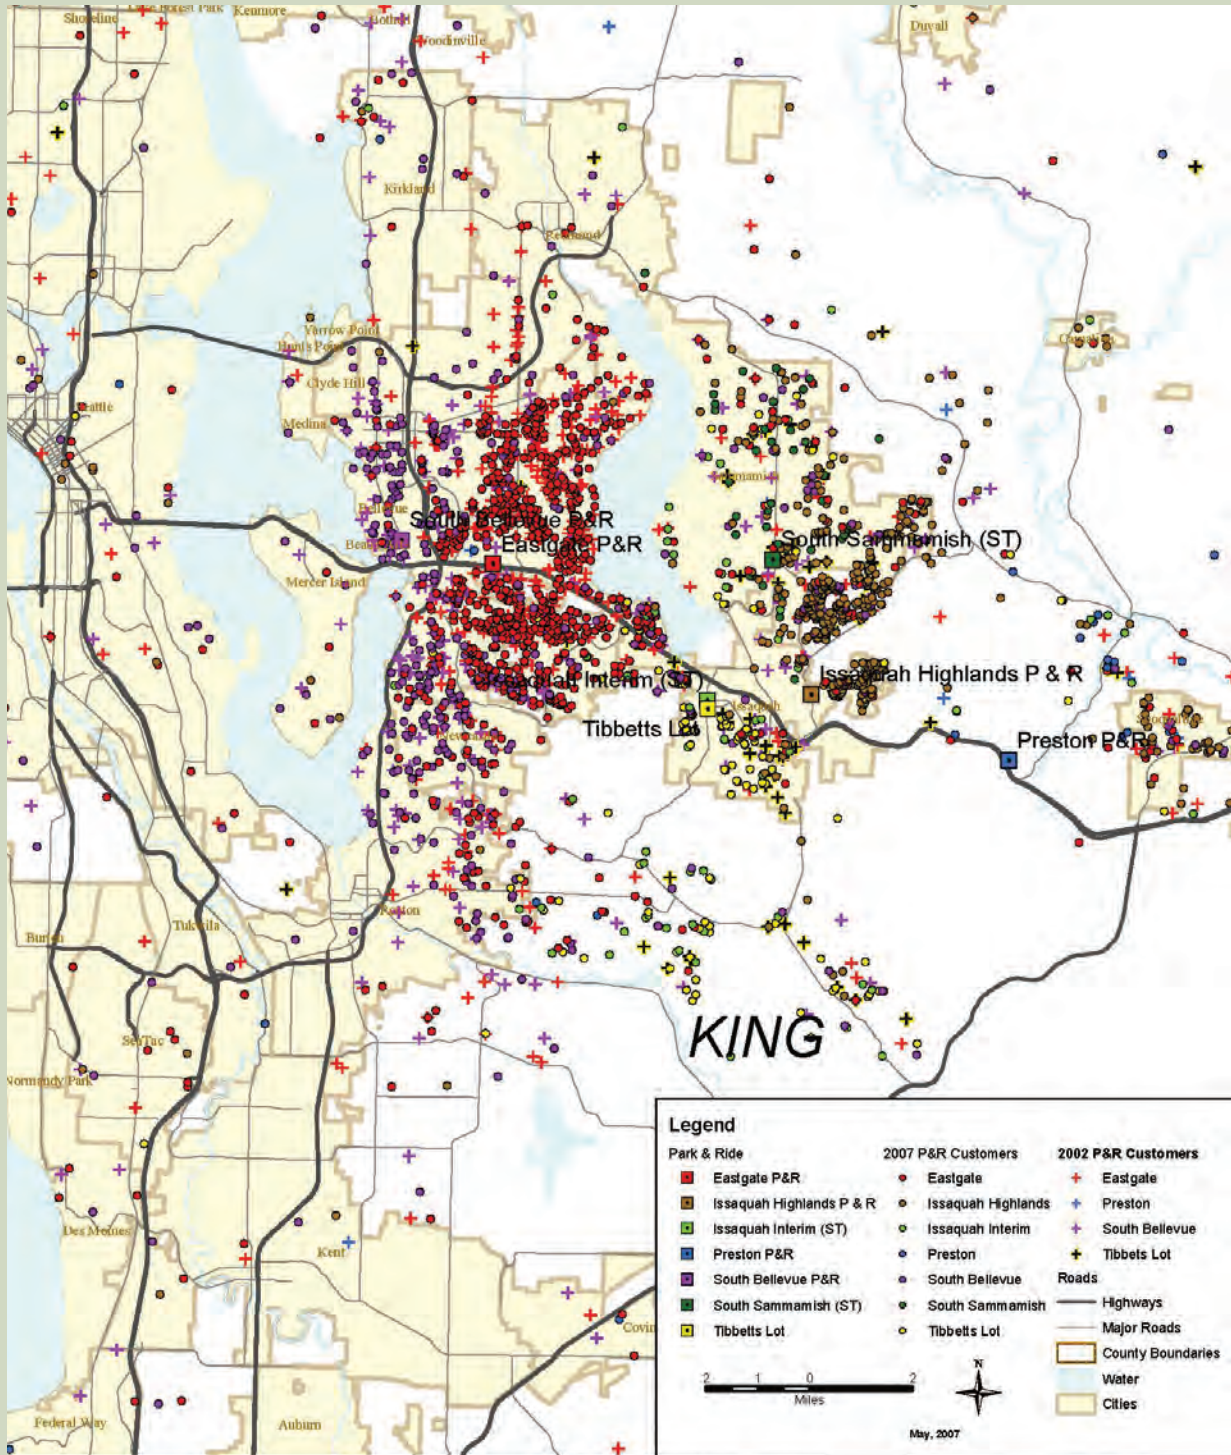 Lake Forest Park
Kenmore
Shoreline
Bothell
Woodinville
Duvall
Kirkland
Redmond
Yarrow Point
Hunts Point
Clyde Hill
Medina
Seattle
Sammamish
Bellevue
South Bellevue P&R
Eastgate P&R
South Sammamish (ST)
Mercer Island
Issaquah Interim (ST)
Issaquah Highlands P & R
Issaquah
Tibbetts Lot
Preston P&R
Renton
Tukwila
Burien
KING
SeaTac
Normandy Park
Des Moines
Kent
Covin
Federal Way
Auburn
Legend
Park & Ride
Eastgate P&R
Issaquah Highlands P & R
Issaquah Interim (ST)
Preston P&R
South Bellevue P&R
South Sammamish (ST)
Tibbetts Lot
2007 P&R Customers
Eastgate
Issaquah Highlands
Issaquah Interim
Preston
South Bellevue
South Sammamish
Tibbetts Lot
2002 P&R Customers
Eastgate
Preston
South Bellevue
Tibbets Lot
Roads
Highways
Major Roads
County Boundaries
Water
Cities
2 1 0 2
Miles
N
May, 2007